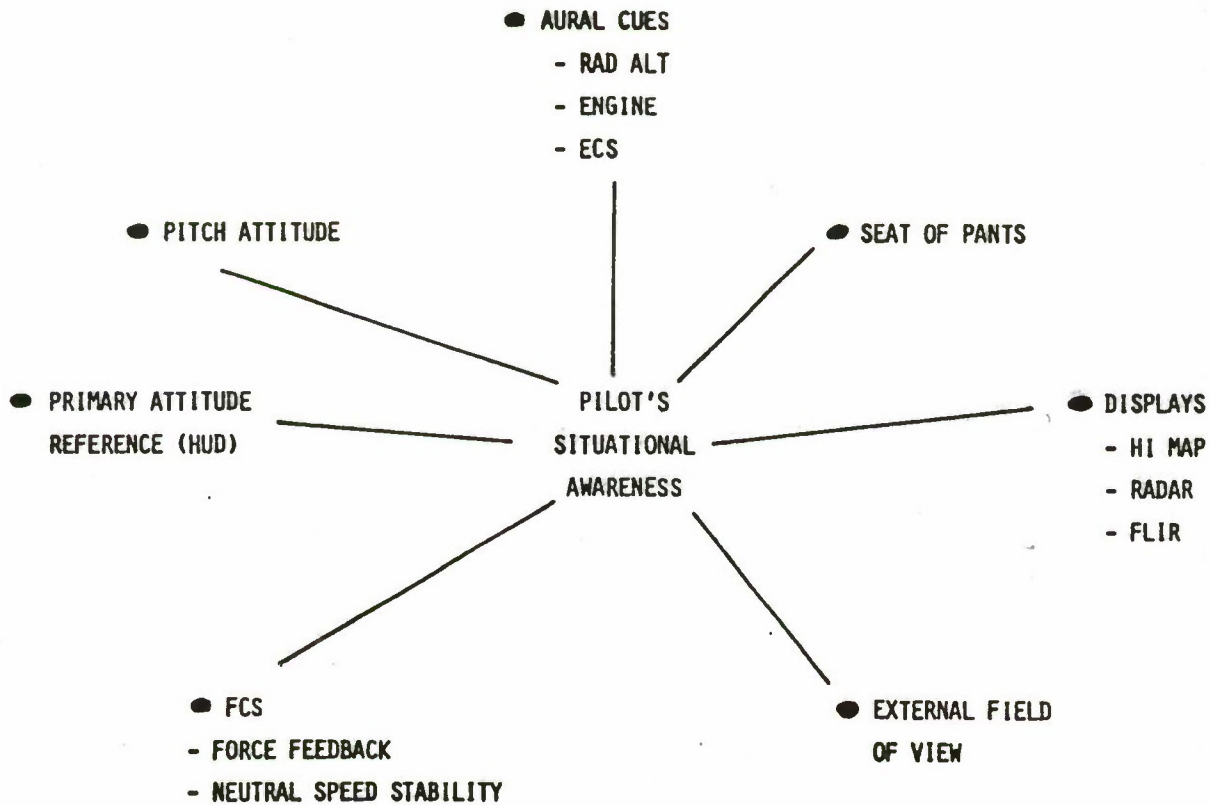 ● AURAL CUES
- RAD ALT
- ENGINE
- ECS
● PITCH ATTITUDE
● SEAT OF PANTS
● PRIMARY ATTITUDE
REFERENCE (HUD)
PILOT'S
SITUATIONAL
AWARENESS
● DISPLAYS
- HI MAP
- RADAR
- FLIR
● FCS
- FORCE FEEDBACK
- NEUTRAL SPEED STABILITY
● EXTERNAL FIELD
OF VIEW